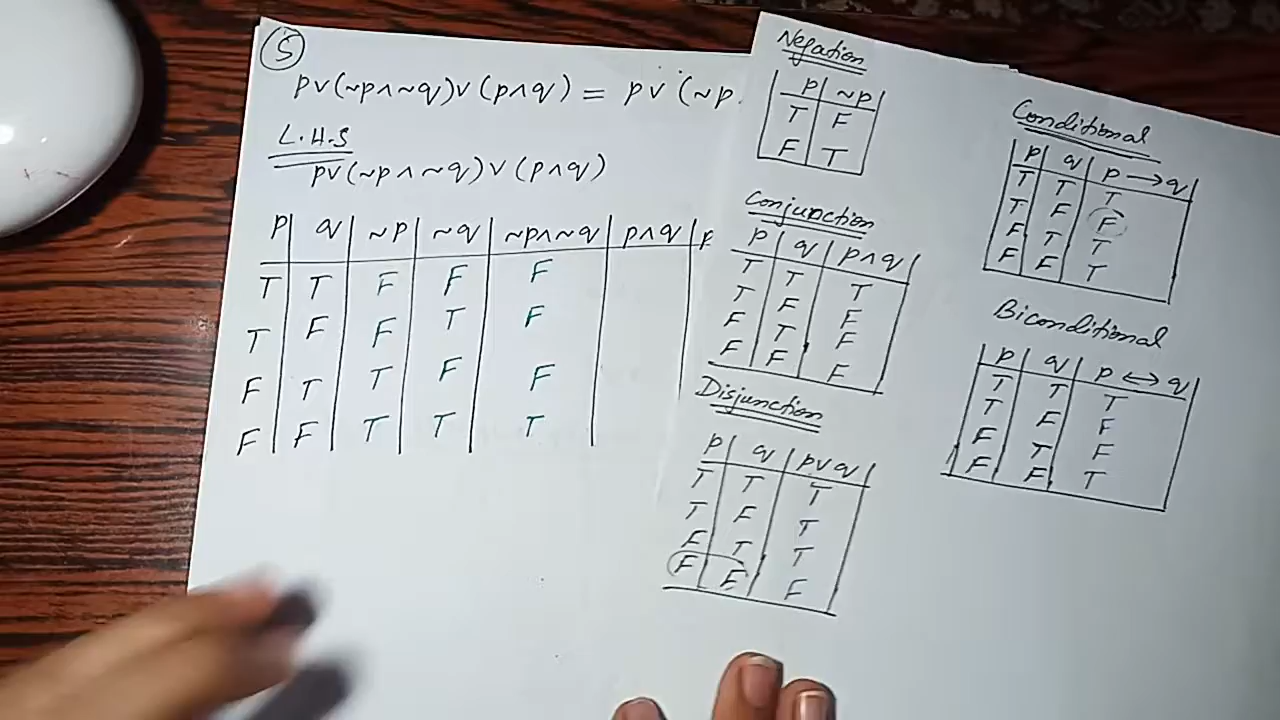 5
p∨(~p∧~q)∨(p∧q) = p∨(~p
L.H.S
p∨(~p∧~q)∨(p∧q)
p q ~p ~q ~p∧~q p∧q
T T F F F
T F F T F
F T T F F
F F T T T
Negation
p ~p
T F
F T
Conjunction
p q p∧q
T T T
T F F
F T F
F F F
Disjunction
p q p∨q
T T T
T F T
F T T
F F F
Conditional
p q p→q
T T T
T F F
F T T
F F T
Biconditional
p q p↔q
T T T
T F F
F T F
F F T